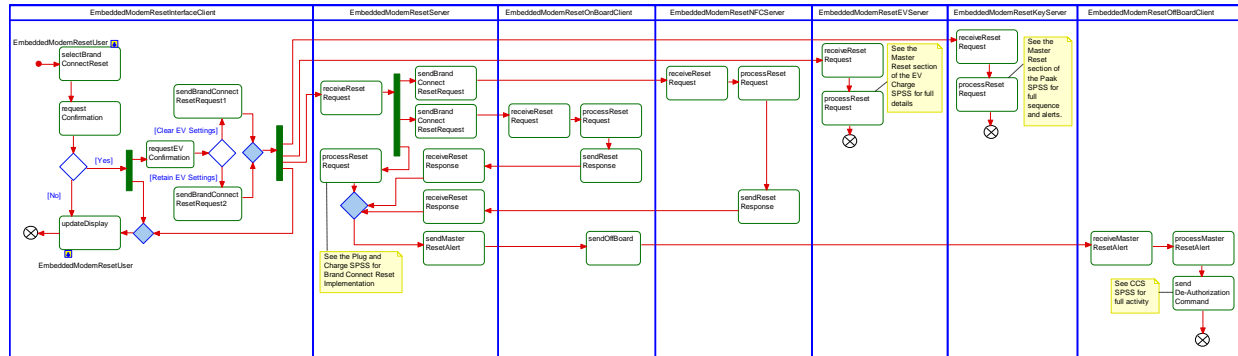 EmbeddedModemResetInterfaceClient
EmbeddedModemResetServer
EmbeddedModemResetOnBoardClient
EmbeddedModemResetNFCServer
EmbeddedModemResetEVServer
EmbeddedModemResetKeyServer
EmbeddedModemResetOffBoardClient
EmbeddedModemResetUser
selectBrand
ConnectReset
request
Confirmation
[Yes]
[No]
updateDisplay
EmbeddedModemResetUser
sendBrandConnect
ResetRequest1
[Clear EV Settings]
requestEV
Confirmation
[Retain EV Settings]
sendBrandConnect
ResetRequest2
receiveReset
Request
processReset
Request
See the Plug and
Charge SPSS for
Brand Connect Reset
Implementation
sendBrand
Connect
ResetRequest
sendBrand
Connect
ResetRequest
receiveReset
Response
receiveReset
Response
sendMaster
ResetAlert
receiveReset
Request
processReset
Request
sendReset
Response
sendOffBoard
receiveReset
Request
processReset
Request
sendReset
Response
receiveReset
Request
processReset
Request
See the
Master
Reset section
of the EV
Charge
SPSS for full
details
receiveReset
Request
processReset
Request
See the
Master
Reset
section of
the Paak
SPSS for
full
sequence
and alerts.
receiveMaster
ResetAlert
processMaster
ResetAlert
See CCS
SPSS for
full activity
send
De-Authorization
Command